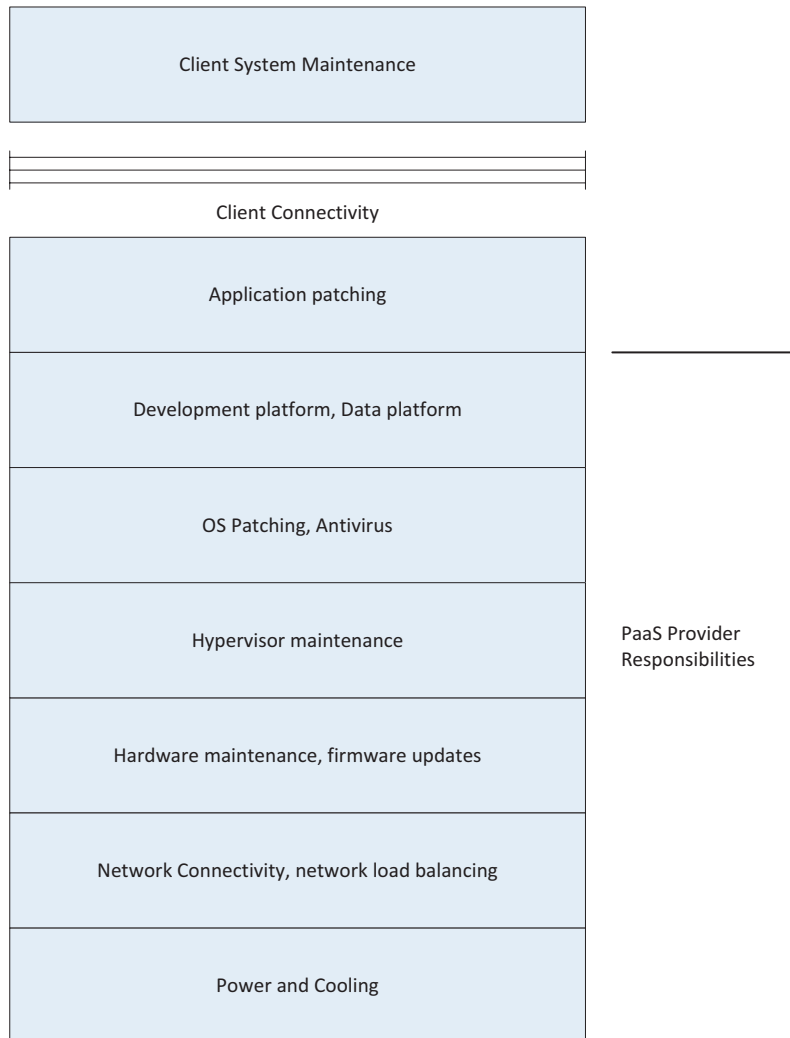 Client System Maintenance
Client Connectivity
Application patching
Development platform, Data platform
OS Patching, Antivirus
Hypervisor maintenance
PaaS Provider
Responsibilities
Hardware maintenance, firmware updates
Network Connectivity, network load balancing
Power and Cooling